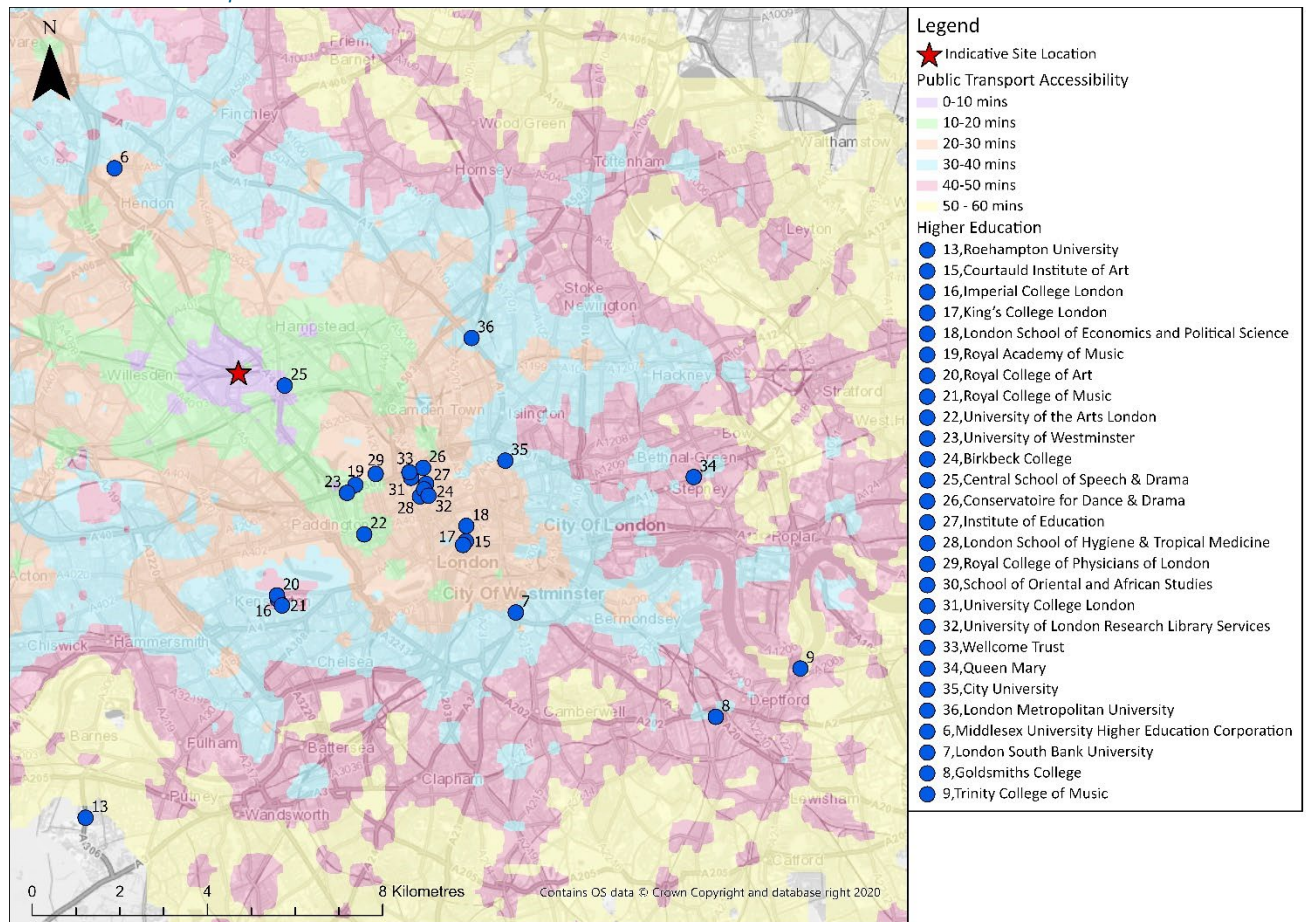 N
Finchley
Friern
Barnet
Wood Green
Walthamstow
Tottenham
Hornsey
6
Hendon
Leyton
Stoke
Newington
Hampstead
36
Willesden
25
Hackney
Stratford
Camden Town
Islington
West Ham
Bow
35
Bethnal Green
34
Stepney
33
26
29
27
19
23
31
24
28
32
22
Paddington
18
17
15
City Of London
Poplar
London
Acton
20
16
21
City Of Westminster
7
Bermondsey
Chiswick
Hammersmith
Chelsea
9
Deptford
8
Camberwell
Barnes
Fulham
Battersea
Clapham
Putney
Wandsworth
Lewisham
13
A306
Catford
0 2 4 8 Kilometres
Contains OS data © Crown Copyright and database right 2020
Legend
Indicative Site Location
Public Transport Accessibility
0-10 mins
10-20 mins
20-30 mins
30-40 mins
40-50 mins
50 - 60 mins
Higher Education
13,Roehampton University
15,Courtauld Institute of Art
16,Imperial College London
17,King's College London
18,London School of Economics and Political Science
19,Royal Academy of Music
20,Royal College of Art
21,Royal College of Music
22,University of the Arts London
23,University of Westminster
24,Birkbeck College
25,Central School of Speech & Drama
26,Conservatoire for Dance & Drama
27,Institute of Education
28,London School of Hygiene & Tropical Medicine
29,Royal College of Physicians of London
30,School of Oriental and African Studies
31,University College London
32,University of London Research Library Services
33,Wellcome Trust
34,Queen Mary
35,City University
36,London Metropolitan University
6,Middlesex University Higher Education Corporation
7,London South Bank University
8,Goldsmiths College
9,Trinity College of Music